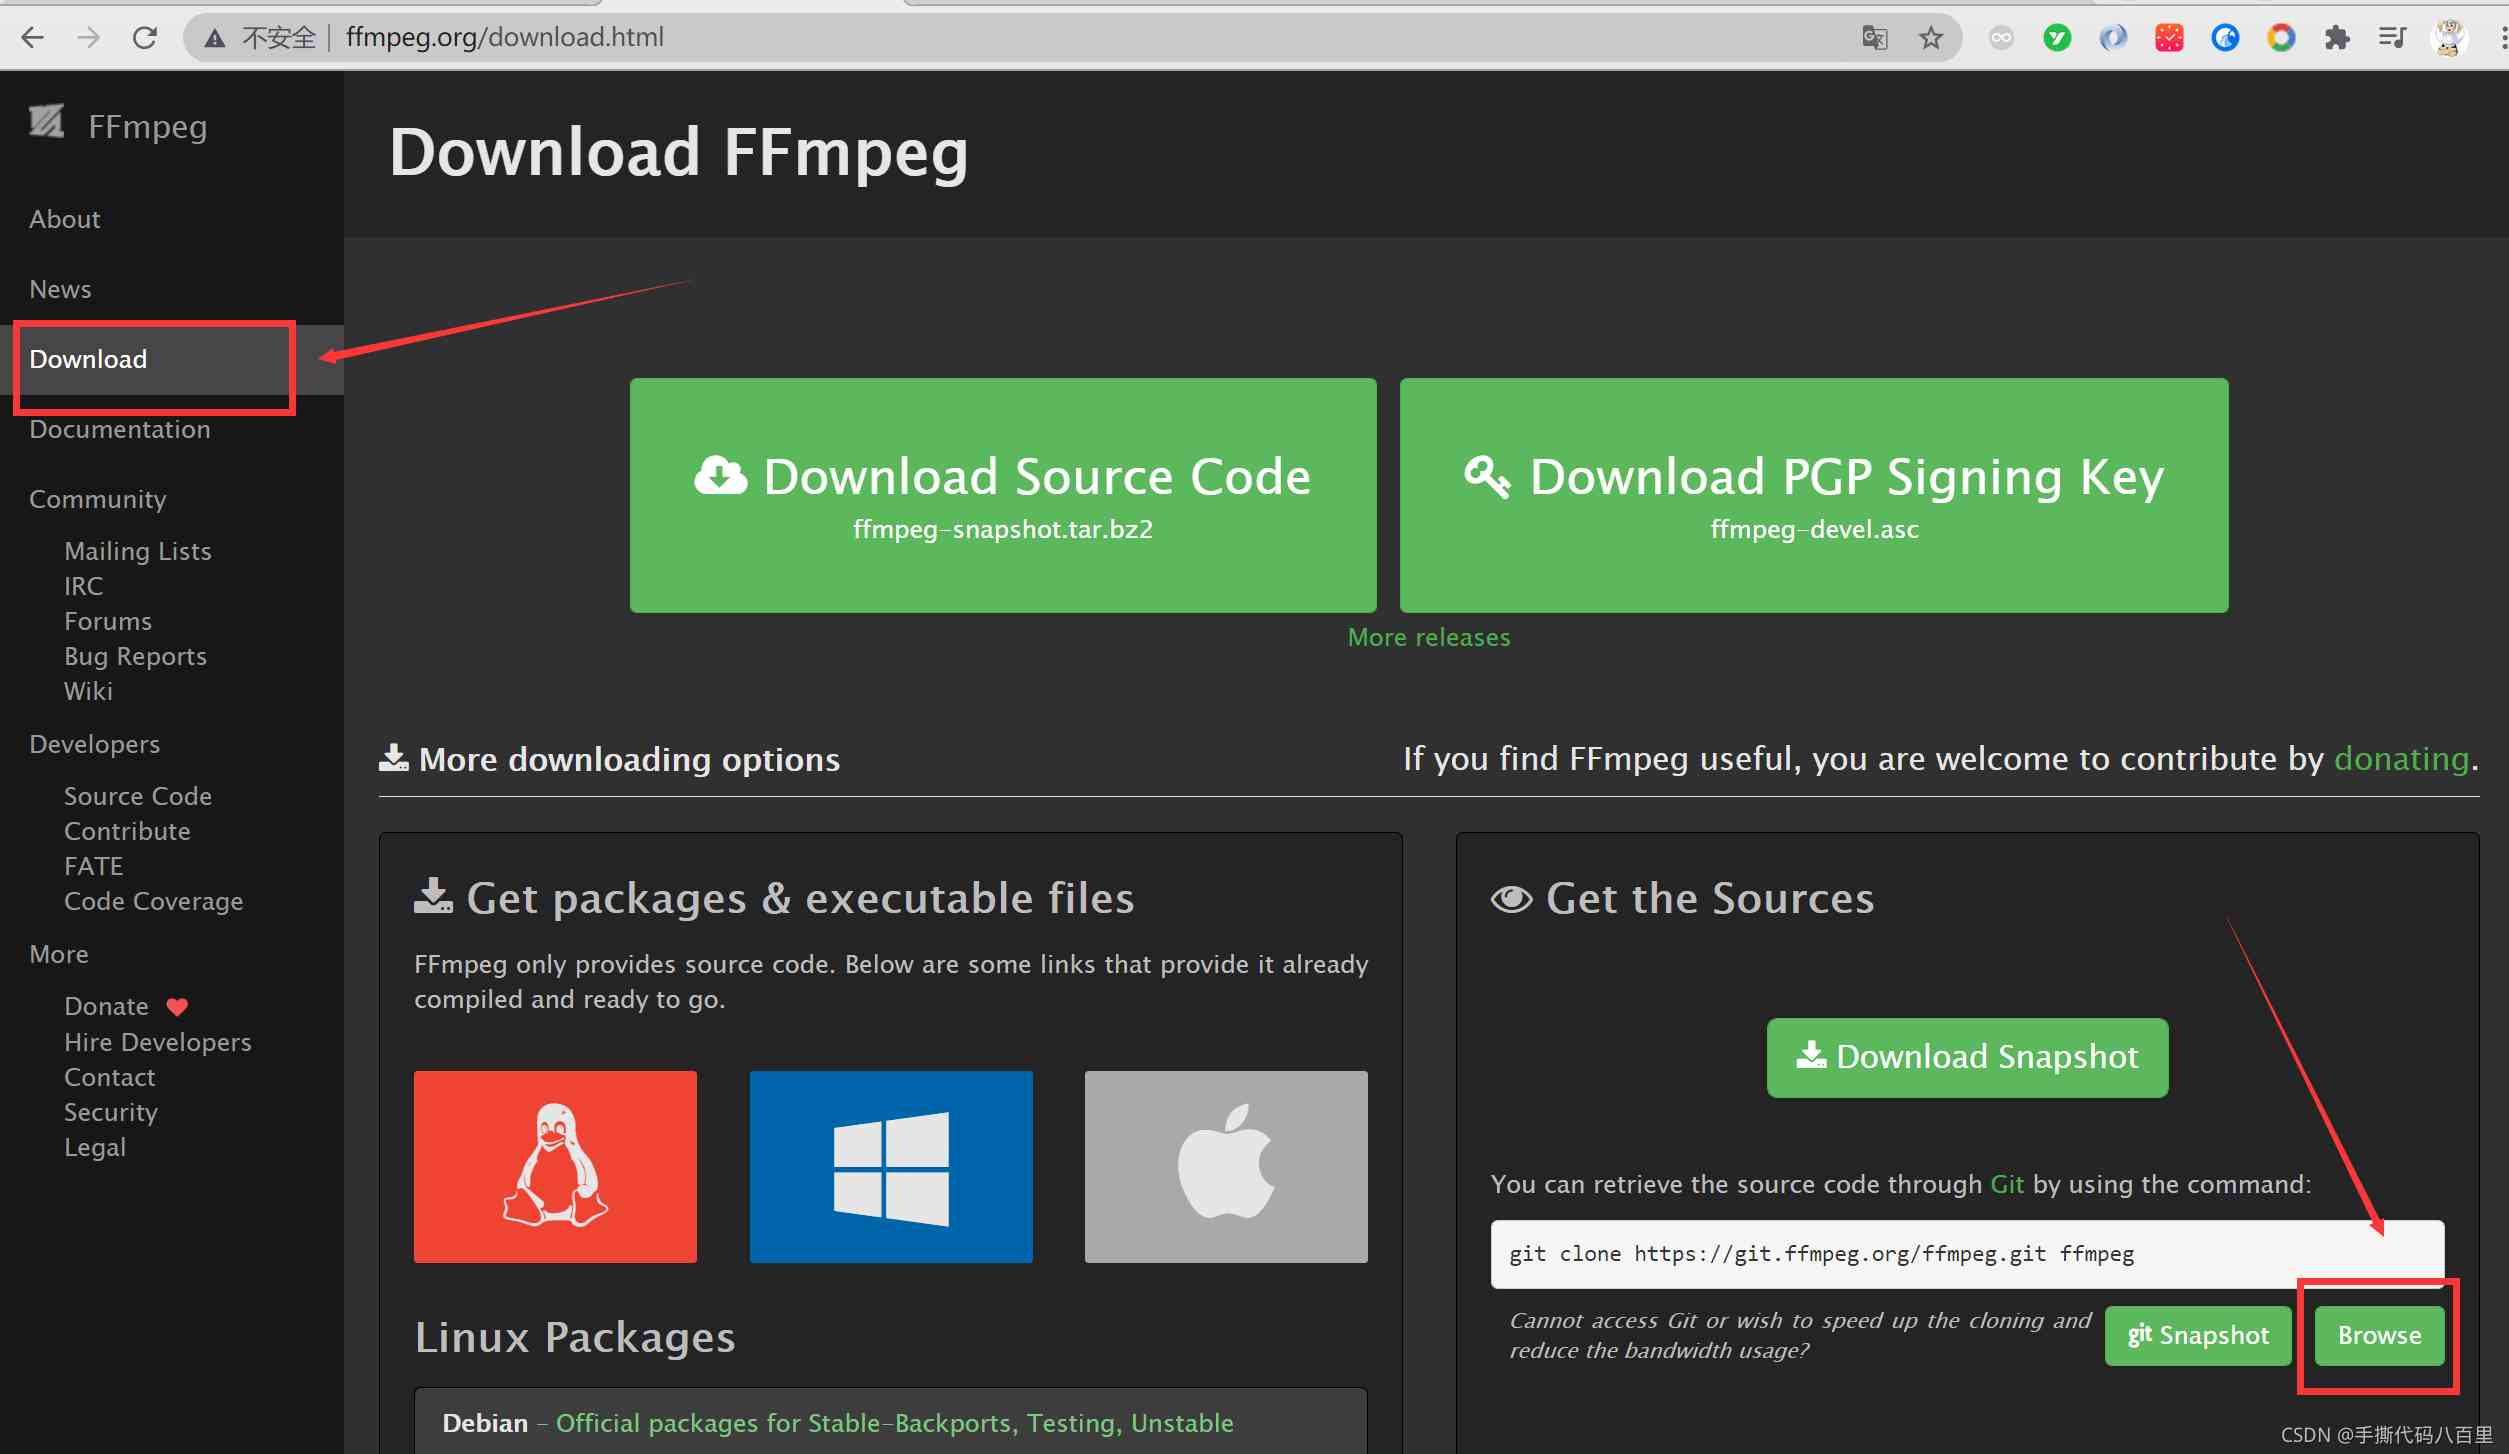 不安全 | ffmpeg.org/download.html
FFmpeg
About
News
Download
Documentation
Community
Mailing Lists
IRC
Forums
Bug Reports
Wiki
Developers
Source Code
Contribute
FATE
Code Coverage
More
Donate
Hire Developers
Contact
Security
Legal
Download FFmpeg
Download Source Code
ffmpeg-snapshot.tar.bz2
Download PGP Signing Key
ffmpeg-devel.asc
More releases
More downloading options
If you find FFmpeg useful, you are welcome to contribute by donating.
Get packages & executable files
FFmpeg only provides source code. Below are some links that provide it already
compiled and ready to go.
Linux Packages
Debian - Official packages for Stable-Backports, Testing, Unstable
Get the Sources
Download Snapshot
You can retrieve the source code through Git by using the command:
git clone https://git.ffmpeg.org/ffmpeg.git ffmpeg
Cannot access Git or wish to speed up the cloning and
reduce the bandwidth usage?
git Snapshot
Browse
CSDN @手撕代码八百里